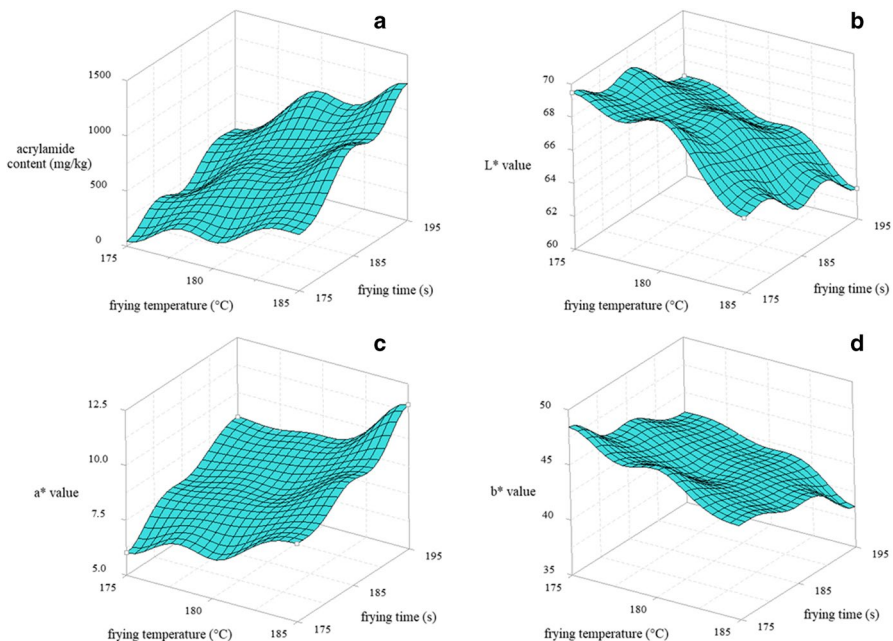 a
1500
1000
500
0
acrylamide
content (mg/kg)
175
180
185
frying temperature (°C)
175
185
195
frying time (s)
b
70
68
66
64
62
60
L* value
175
180
185
frying temperature (°C)
175
185
195
frying time (s)
c
12.5
10.0
7.5
5.0
a* value
175
180
185
frying temperature (°C)
175
185
195
frying time (s)
d
50
45
40
35
b* value
175
180
185
frying temperature (°C)
175
185
195
frying time (s)